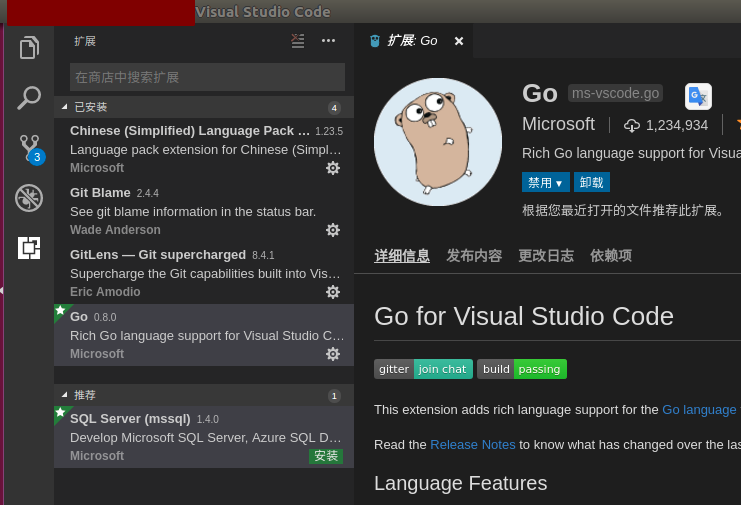 Visual Studio Code
扩展
扩展: Go
在商店中搜索扩展
已安装
4
Chinese (Simplified) Language Pack ... 1.23.5
Language pack extension for Chinese (Simpl...
Microsoft
Git Blame 2.4.4
See git blame information in the status bar.
Wade Anderson
GitLens — Git supercharged 8.4.1
Supercharge the Git capabilities built into Vis...
Eric Amodio
Go 0.8.0
Rich Go language support for Visual Studio C...
Microsoft
推荐
1
SQL Server (mssql) 1.4.0
Develop Microsoft SQL Server, Azure SQL D...
Microsoft
安装
3
Go ms-vscode.go
Microsoft 1,234,934
Rich Go language support for Visua
禁用 卸载
根据您最近打开的文件推荐此扩展。
详细信息 发布内容 更改日志 依赖项
Go for Visual Studio Code
gitter join chat build passing
This extension adds rich language support for the Go language
Read the Release Notes to know what has changed over the las
Language Features